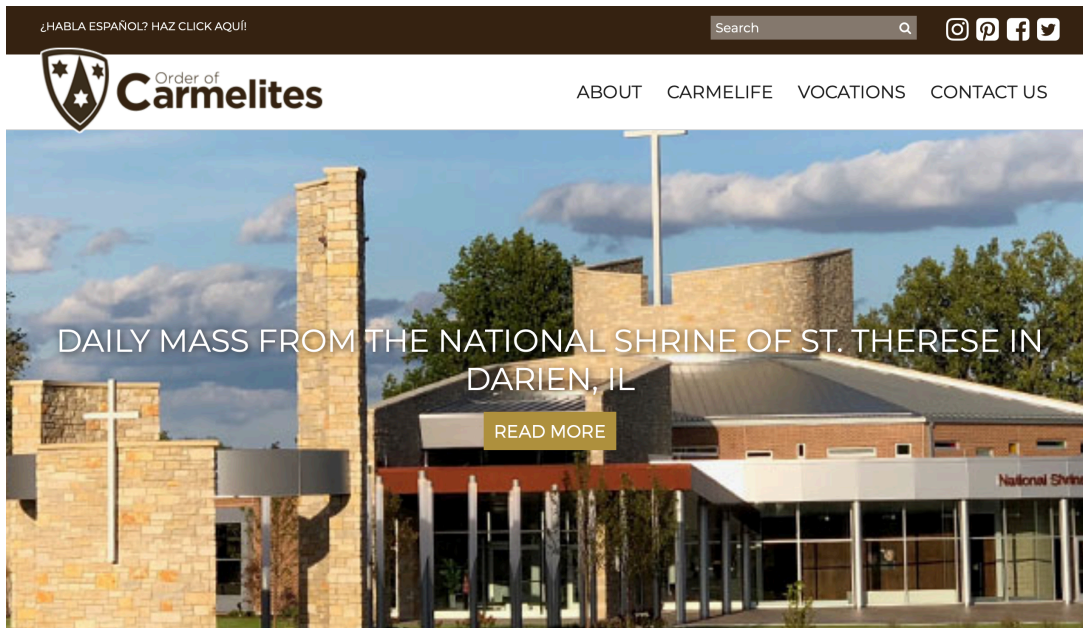 ¿HABLA ESPAÑOL? HAZ CLICK AQUÍ!
Search
Order of
Carmelites
ABOUT CARMELIFE VOCATIONS CONTACT US
DAILY MASS FROM THE NATIONAL SHRINE OF ST. THERESE IN
DARIEN, IL
READ MORE
National Shrin